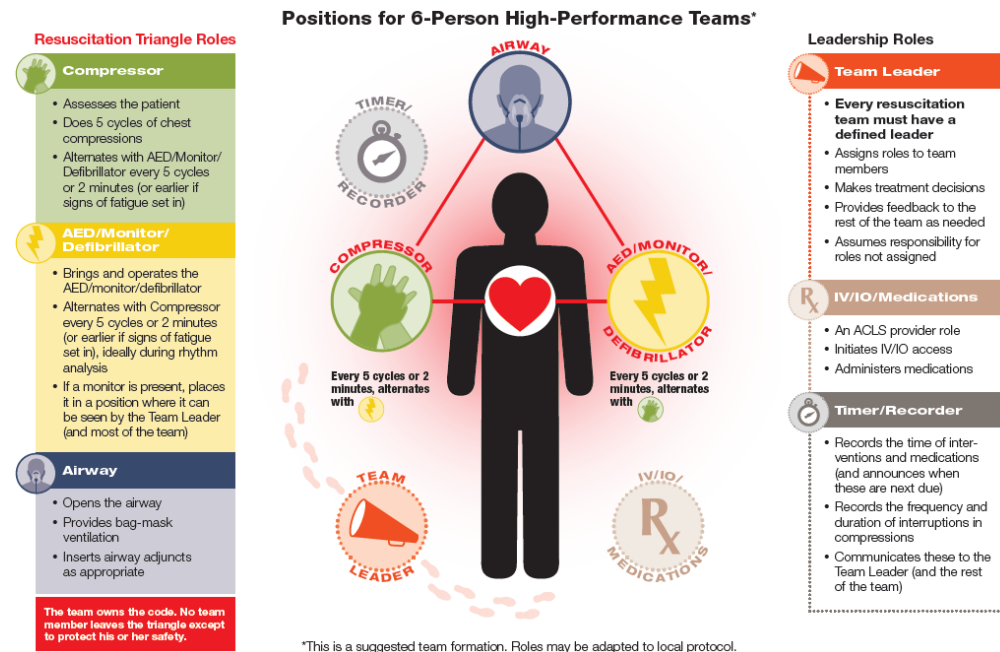 Positions for 6-Person High-Performance Teams*
Resuscitation Triangle Roles
Compressor
• Assesses the patient
• Does 5 cycles of chest
compressions
• Alternates with AED/Monitor/
Defibrillator every 5 cycles
or 2 minutes (or earlier if
signs of fatigue set in)
AED/Monitor/
Defibrillator
• Brings and operates the
AED/monitor/defibrillator
• Alternates with Compressor
every 5 cycles or 2 minutes
(or earlier if signs of fatigue
set in), ideally during rhythm
analysis
• If a monitor is present, places
it in a position where it can
be seen by the Team Leader
(and most of the team)
Airway
• Opens the airway
• Provides bag-mask
ventilation
• Inserts airway adjuncts
as appropriate
The team owns the code. No team
member leaves the triangle except
to protect his or her safety.
AIRWAY
TIMER/
RECORDER
COMPRESSOR
AED/MONITOR/
DEFIBRILLATOR
Every 5 cycles or 2
minutes, alternates
with
Every 5 cycles or 2
minutes, alternates
with
TEAM
LEADER
IV/IO/
Rx
MEDICATIONS
*This is a suggested team formation. Roles may be adapted to local protocol.
Leadership Roles
Team Leader
• Every resuscitation
team must have a
defined leader
• Assigns roles to team
members
• Makes treatment decisions
• Provides feedback to the
rest of the team as needed
• Assumes responsibility for
roles not assigned
Rx
IV/IO/Medications
• An ACLS provider role
• Initiates IV/IO access
• Administers medications
Timer/Recorder
• Records the time of inter-
ventions and medications
(and announces when
these are next due)
• Records the frequency and
duration of interruptions in
compressions
• Communicates these to the
Team Leader (and the rest
of the team)